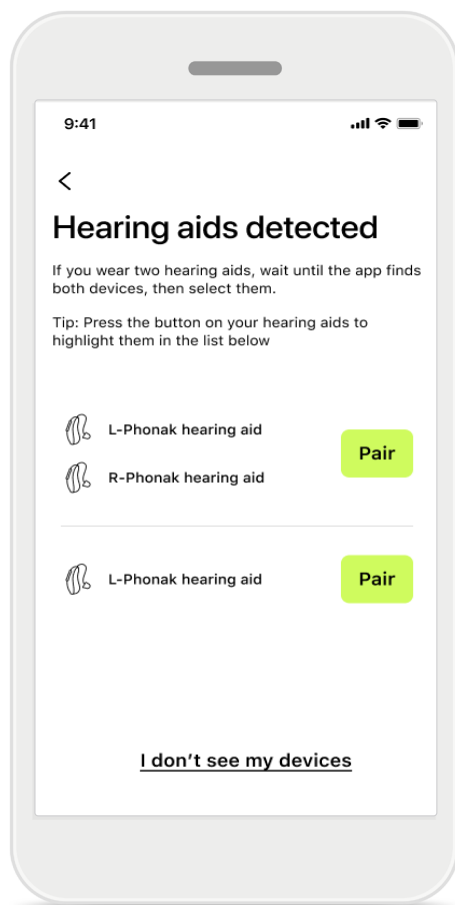 9:41
Hearing aids detected
If you wear two hearing aids, wait until the app finds
both devices, then select them.
Tip: Press the button on your hearing aids to
highlight them in the list below
L-Phonak hearing aid
R-Phonak hearing aid
Pair
L-Phonak hearing aid
Pair
I don’t see my devices